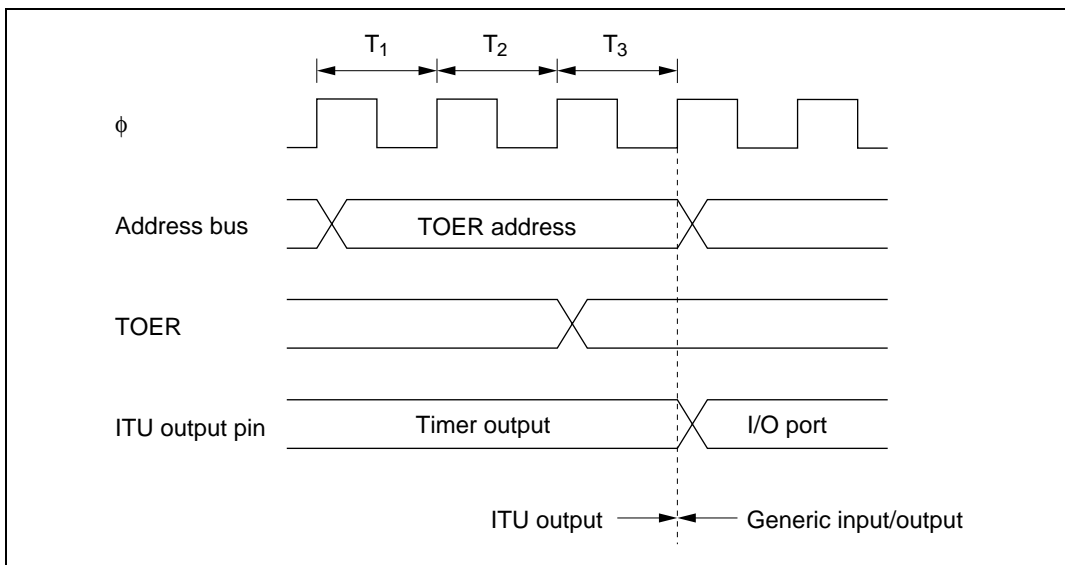 T1 T2 T3
φ
Address bus TOER address
TOER
ITU output pin Timer output I/O port
ITU output Generic input/output